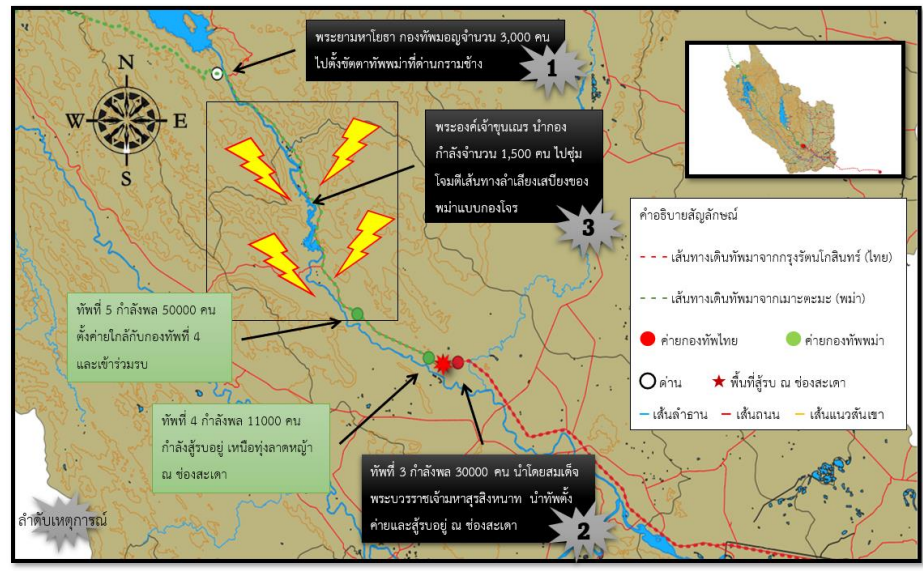 พระยามหาโยธา กองทัพมอญจำนวน 3,000 คน
ไปตั้งขัดตาทัพพม่าที่ด่านกรามช้าง
1
N
W
E
S
พระองค์เจ้าขุนเณร นำกอง
กำลังจำนวน 1,500 คน ไปซุ่ม
โจมตีเส้นทางลำเลียงเสบียงของ
พม่าแบบกองโจร
3
คำอธิบายสัญลักษณ์
เส้นทางเดินทัพมาจากกรุงรัตนโกสินทร์ (ไทย)
เส้นทางเดินทัพมาจากเมาะตะมะ (พม่า)
ค่ายกองทัพไทย
ค่ายกองทัพพม่า
ด่าน
พื้นที่สู้รบ ณ ช่องสะเดา
เส้นลำธาน
เส้นถนน
เส้นแนวสันเขา
ทัพที่ 5 กำลังพล 50000 คน
ตั้งค่ายใกล้กับกองทัพที่ 4
และเข้าร่วมรบ
ทัพที่ 4 กำลังพล 11000 คน
กำลังสู้รบอยู่ เหนือทุ่งลาดหญ้า
ณ ช่องสะเดา
ทัพที่ 3 กำลังพล 30000 คน นำโดยสมเด็จ
พระบวรราชเจ้ามหาสุรสิงหนาท นำทัพตั้ง
ค่ายและสู้รบอยู่ ณ ช่องสะเดา
2
ลำดับเหตุการณ์